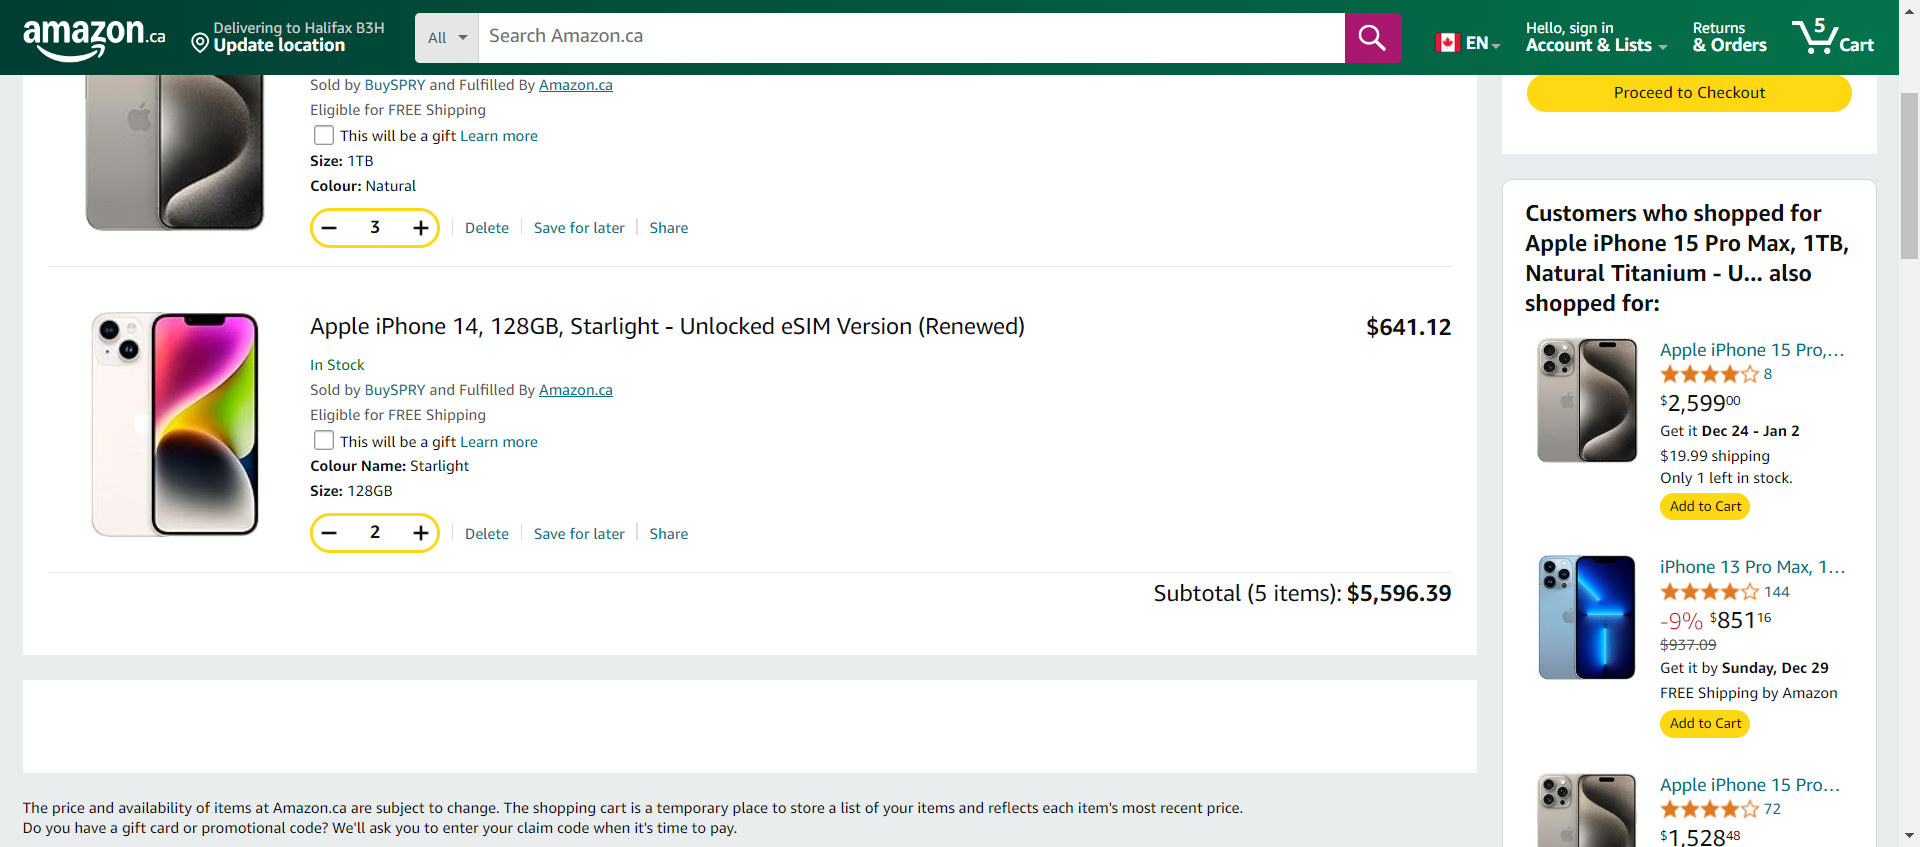 amazon.ca
Delivering to Halifax B3H
Update location
All
Search Amazon.ca
EN
Hello, sign in
Account & Lists
Returns
& Orders
5
Cart
Sold by BuySPRY and Fulfilled By Amazon.ca
Eligible for FREE Shipping
This will be a gift Learn more
Size: 1TB
Colour: Natural
− 3 + Delete Save for later Share
Apple iPhone 14, 128GB, Starlight - Unlocked eSIM Version (Renewed)
$641.12
In Stock
Sold by BuySPRY and Fulfilled By Amazon.ca
Eligible for FREE Shipping
This will be a gift Learn more
Colour Name: Starlight
Size: 128GB
− 2 + Delete Save for later Share
Subtotal (5 items): $5,596.39
The price and availability of items at Amazon.ca are subject to change. The shopping cart is a temporary place to store a list of your items and reflects each item's most recent price.
Do you have a gift card or promotional code? We'll ask you to enter your claim code when it's time to pay.
Proceed to Checkout
Customers who shopped for
Apple iPhone 15 Pro Max, 1TB,
Natural Titanium - U... also
shopped for:
Apple iPhone 15 Pro,...
8
$2,59900
Get it Dec 24 - Jan 2
$19.99 shipping
Only 1 left in stock.
Add to Cart
iPhone 13 Pro Max, 1...
144
-9% $85116
$937.09
Get it by Sunday, Dec 29
FREE Shipping by Amazon
Add to Cart
Apple iPhone 15 Pro...
72
$1,52848